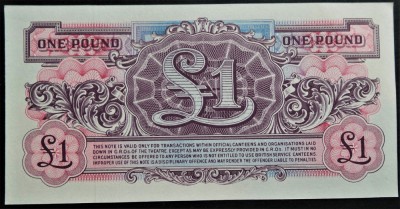 ONE POUND ONE POUND
£1
£1 £1
THIS NOTE IS VALID ONLY FOR TRANSACTIONS WITHIN OFFICIAL CANTEENS AND ORGANISATIONS LAID
DOWN IN G.R.Os. OF THE THEATRE, EXCEPT AS MAY BE EXPRESSLY PROVIDED IN G.R.Os. IT MUST IN NO
CIRCUMSTANCES BE OFFERED TO ANY PERSON WHO IS NOT ENTITLED TO USE BRITISH SERVICE CANTEENS
IMPROPER USE OF THIS NOTE IS A DISCIPLINARY OFFENCE AND MAY RENDER THE OFFENDER LIABLE TO PENALTIES.